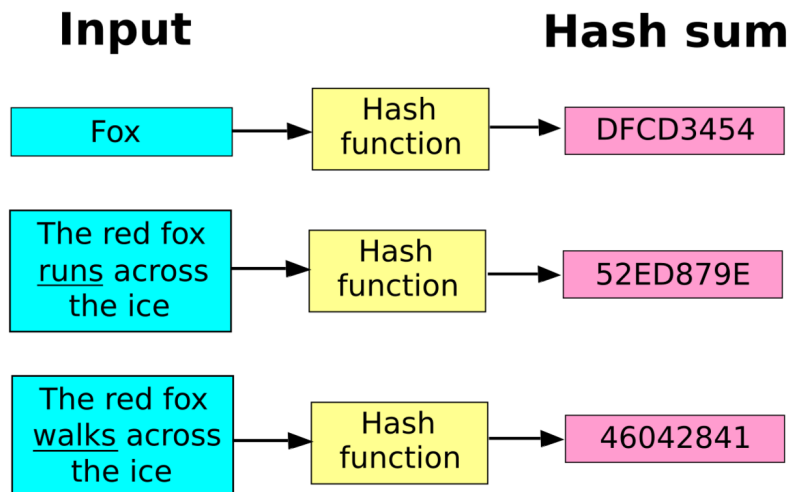 Input
Hash sum
Fox
Hash
function
DFCD3454
The red fox
runs across
the ice
Hash
function
52ED879E
The red fox
walks across
the ice
Hash
function
46042841